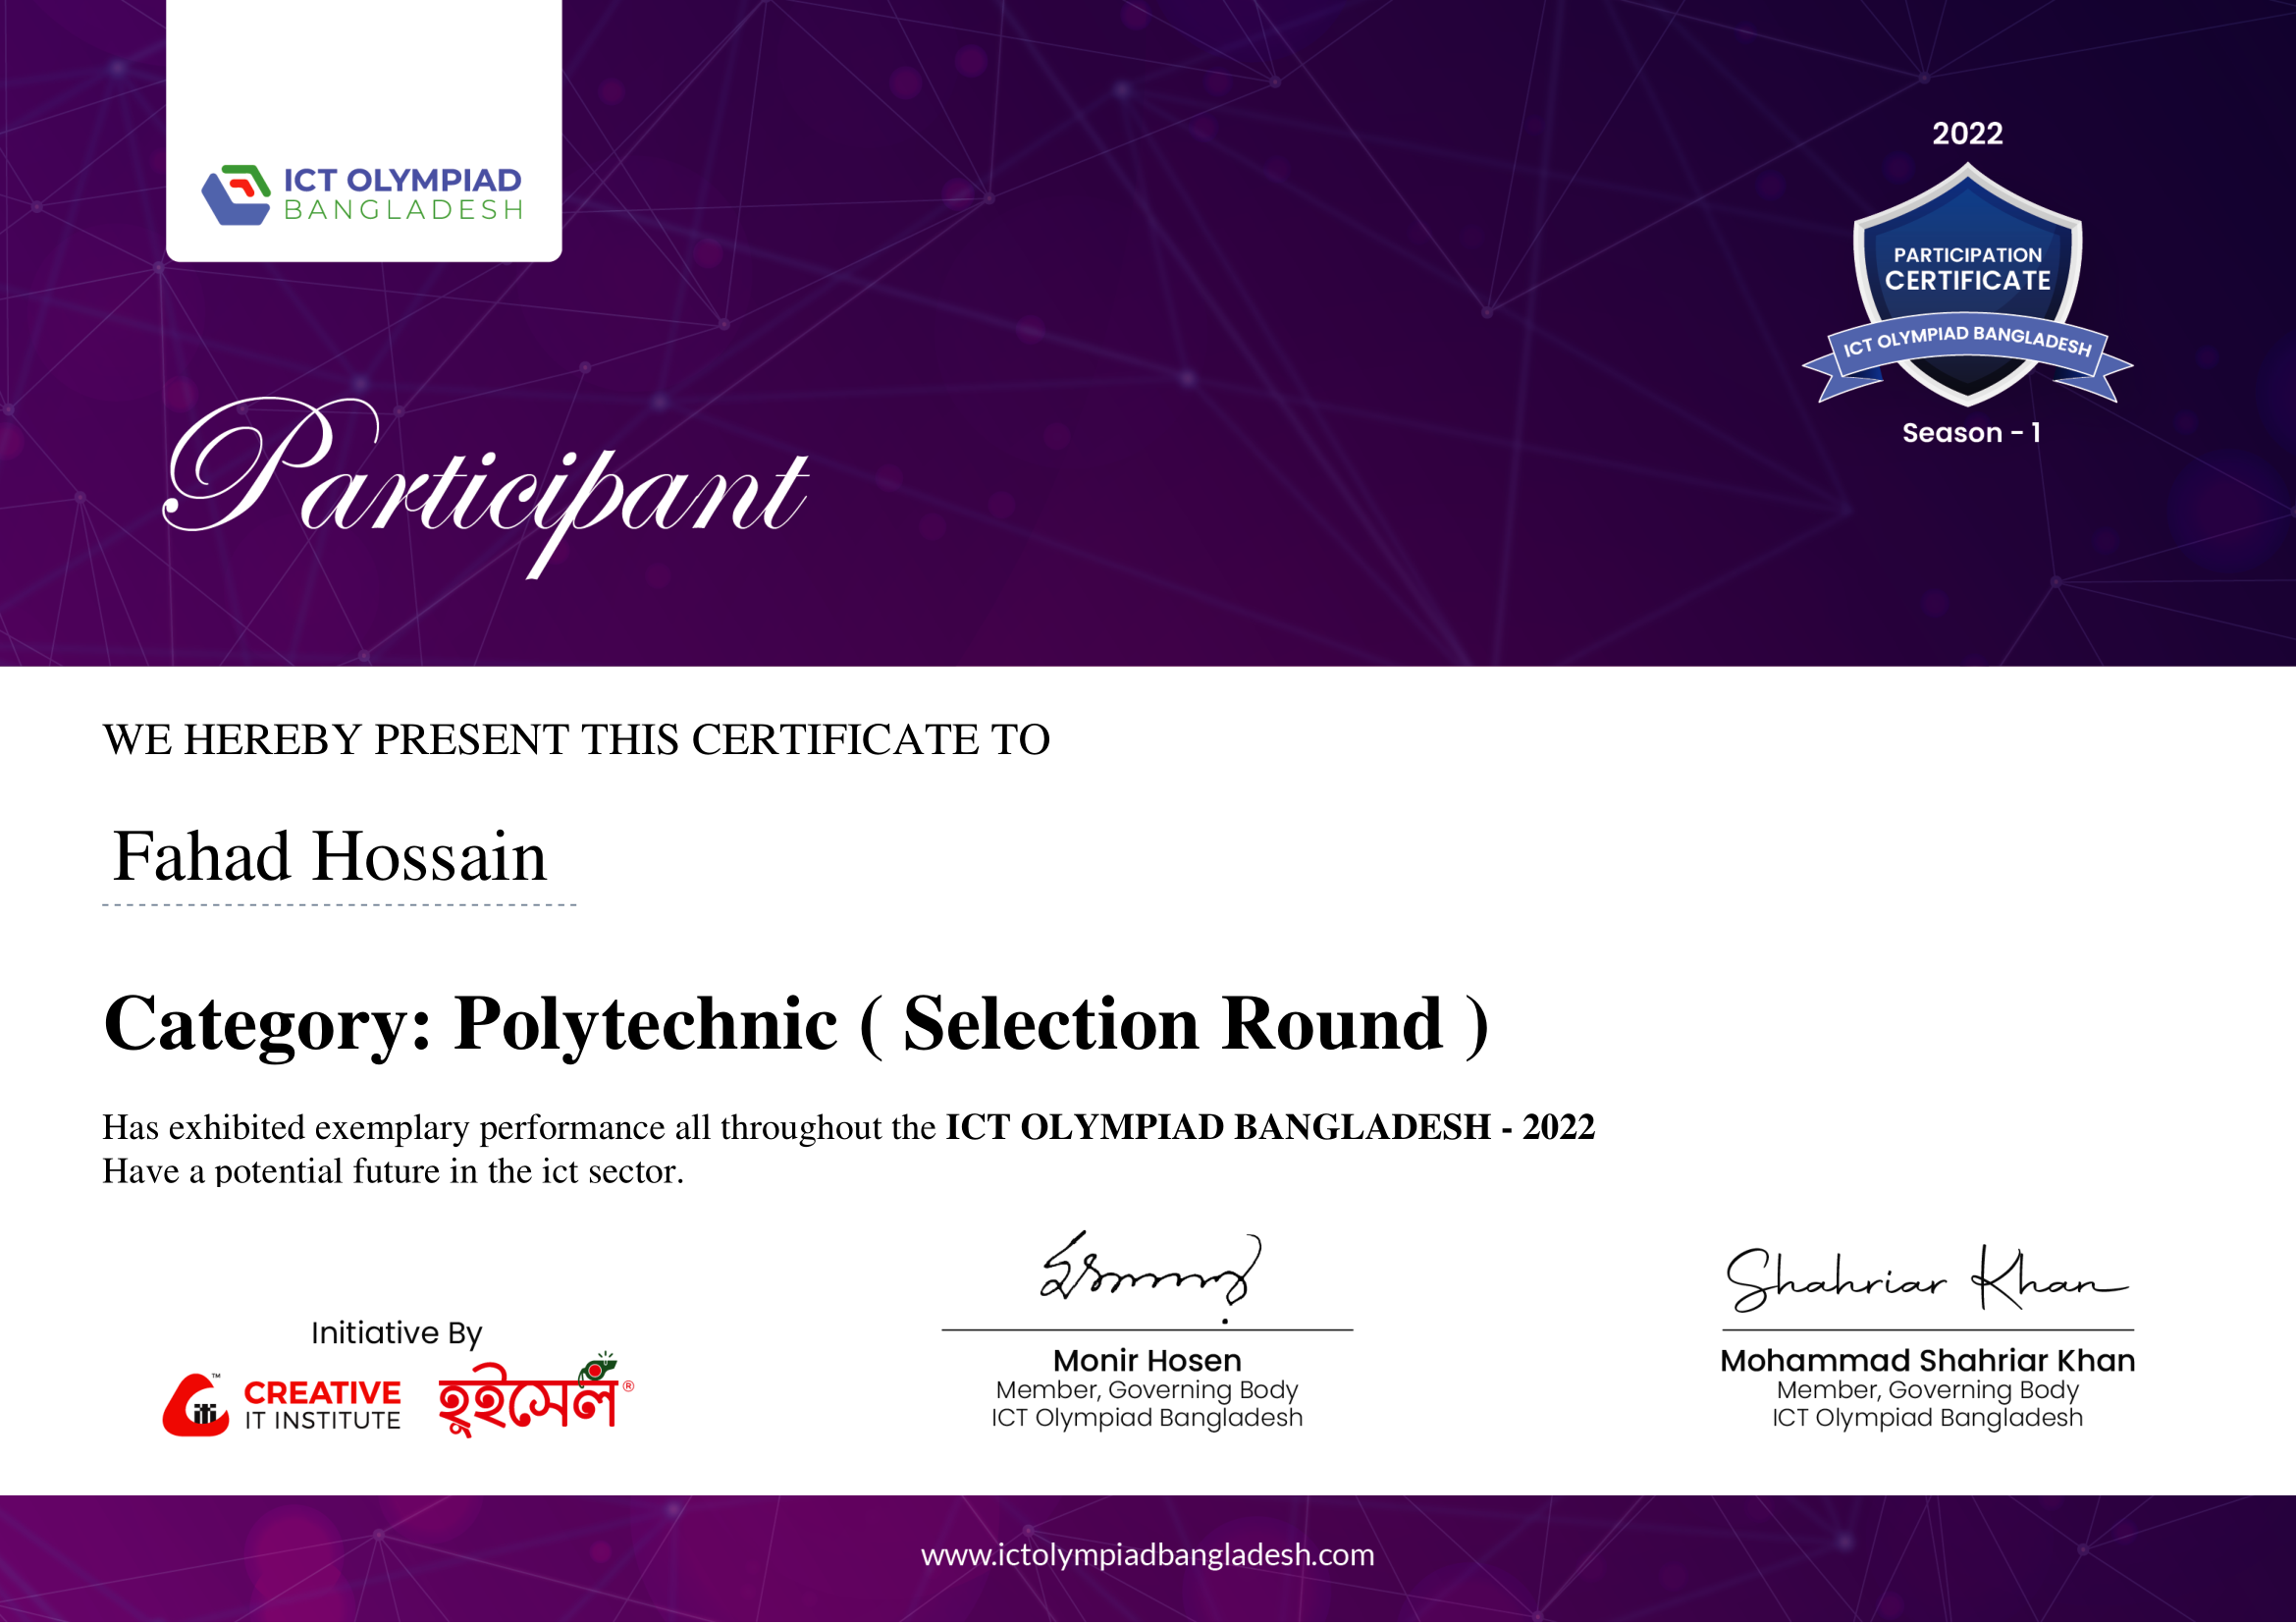 ICT OLYMPIAD
BANGLADESH
2022
PARTICIPATION
CERTIFICATE
ICT OLYMPIAD BANGLADESH
Season - 1
Participant
WE HEREBY PRESENT THIS CERTIFICATE TO
Fahad Hossain
Category: Polytechnic ( Selection Round )
Has exhibited exemplary performance all throughout the ICT OLYMPIAD BANGLADESH - 2022
Have a potential future in the ict sector.
Initiative By
CREATIVE
IT INSTITUTE
হুইসেল
Monir Hosen
Member, Governing Body
ICT Olympiad Bangladesh
Shahriar Khan
Mohammad Shahriar Khan
Member, Governing Body
ICT Olympiad Bangladesh
www.ictolympiadbangladesh.com